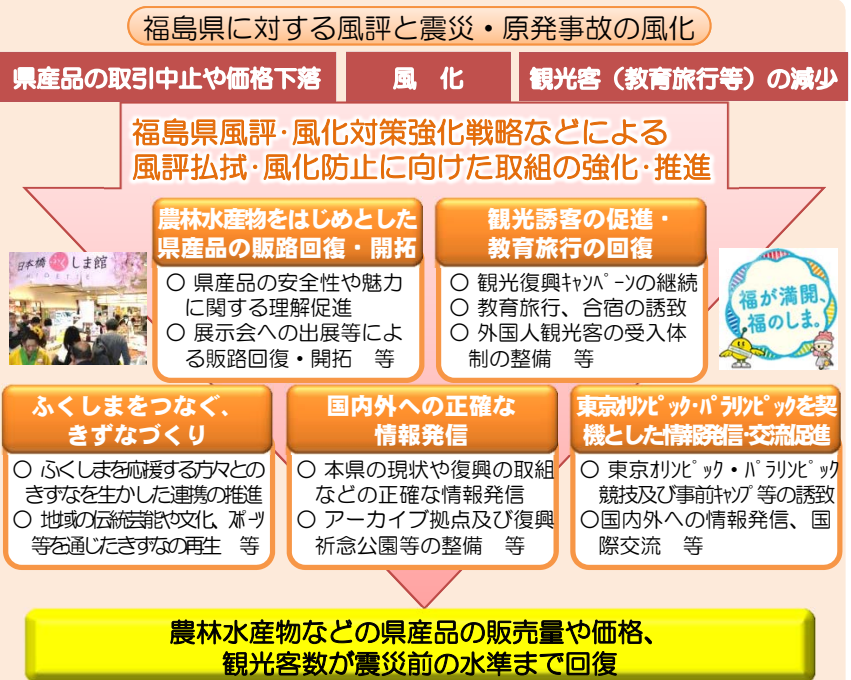 福島県に対する風評と震災・原発事故の風化
県産品の取引中止や価格下落
風 化
観光客（教育旅行等）の減少
福島県風評･風化対策強化戦略などによる
風評払拭･風化防止に向けた取組の強化･推進
農林水産物をはじめとした
県産品の販路回復・開拓
〇 県産品の安全性や魅力
に関する理解促進
〇 展示会への出展等によ
る販路回復・開拓 等
観光誘客の促進・
教育旅行の回復
〇 観光復興ｷｬﾝﾍﾟｰﾝの継続
〇 教育旅行、合宿の誘致
〇 外国人観光客の受入体
制の整備 等
日本橋ふくしま館
MIDETTE
福が満開、
福のしま。
ふくしまをつなぐ、
きずなづくり
〇 ふくしまを応援する方々との
きずなを生かした連携の推進
〇 地域の伝統芸能や文化、ｽﾎﾟｰﾂ
等を通じたきずなの再生 等
国内外への正確な
情報発信
〇 本県の現状や復興の取組
などの正確な情報発信
〇 アーカイブ拠点及び復興
祈念公園等の整備 等
東京ｵﾘﾝﾋﾟｯｸ･ﾊﾟﾗﾘﾝﾋﾟｯｸを契
機とした情報発信･交流促進
〇 東京ｵﾘﾝﾋﾟｯｸ・ﾊﾟﾗﾘﾝﾋﾟｯｸ
競技及び事前ｷｬﾝﾌﾟ等の誘致
〇国内外への情報発信、国
際交流 等
農林水産物などの県産品の販売量や価格、
観光客数が震災前の水準まで回復